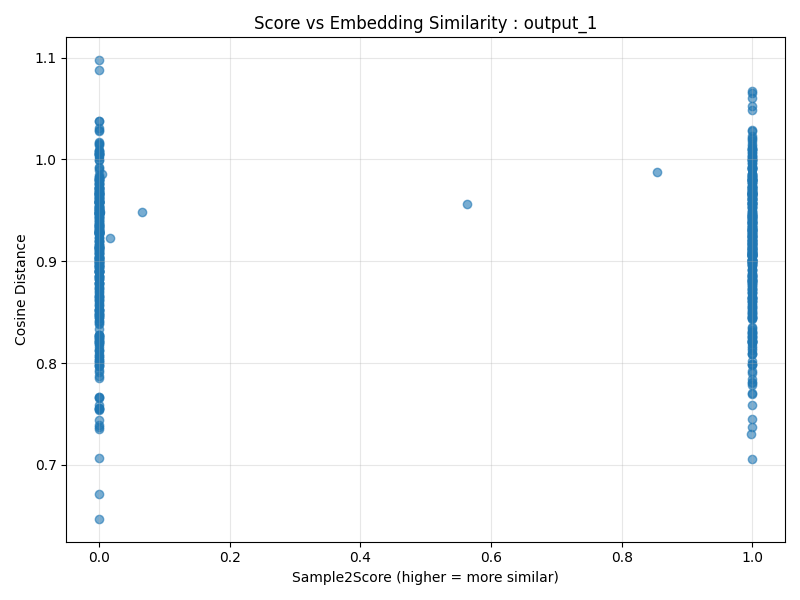 Score vs Embedding Similarity : output_1
1.1
1.0
0.9
0.8
0.7
Cosine Distance
0.0 0.2 0.4 0.6 0.8 1.0
Sample2Score (higher = more similar)